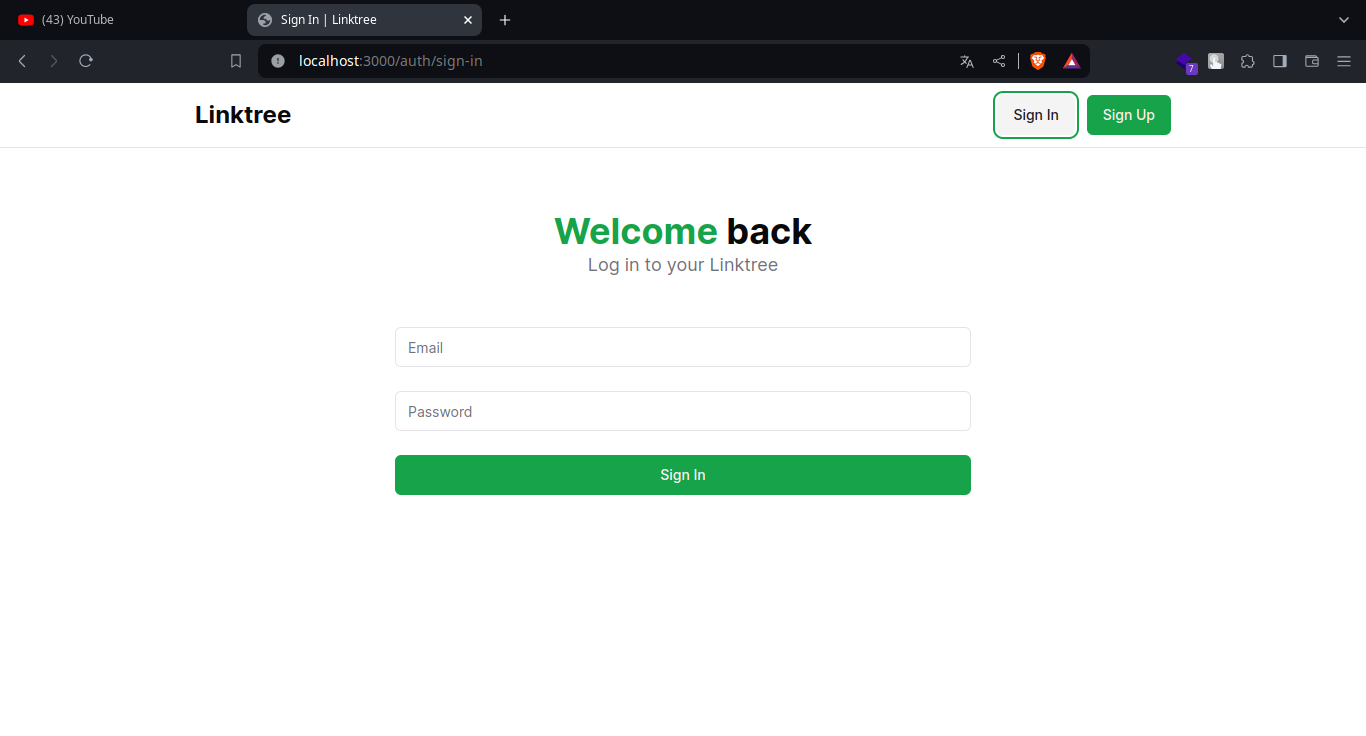 (43) YouTube
Sign In | Linktree
localhost:3000/auth/sign-in
7
Linktree
Sign In
Sign Up
Welcome back
Log in to your Linktree
Email
Password
Sign In